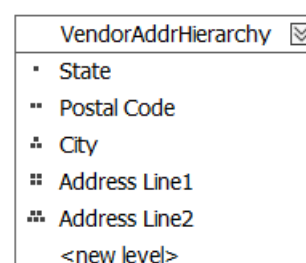 VendorAddrHierarchy
State
Postal Code
City
Address Line1
Address Line2
<new level>